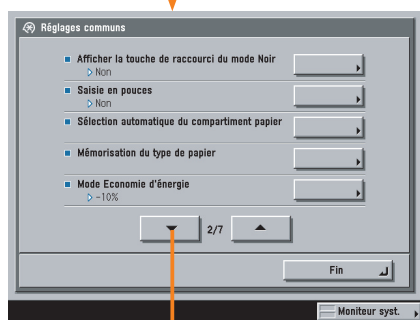 Réglages communs
Afficher la touche de raccourci du mode Noir
Non
Saisie en pouces
Non
Sélection automatique du compartiment papier
Mémorisation du type de papier
Mode Economie d'énergie
-10%
2/7
Fin
Moniteur syst.